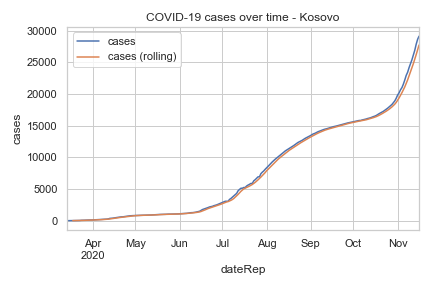 COVID-19 cases over time - Kosovo
cases
cases (rolling)
30000
25000
20000
15000
10000
5000
0
cases
Apr
2020
May
Jun
Jul
Aug
Sep
Oct
Nov
dateRep